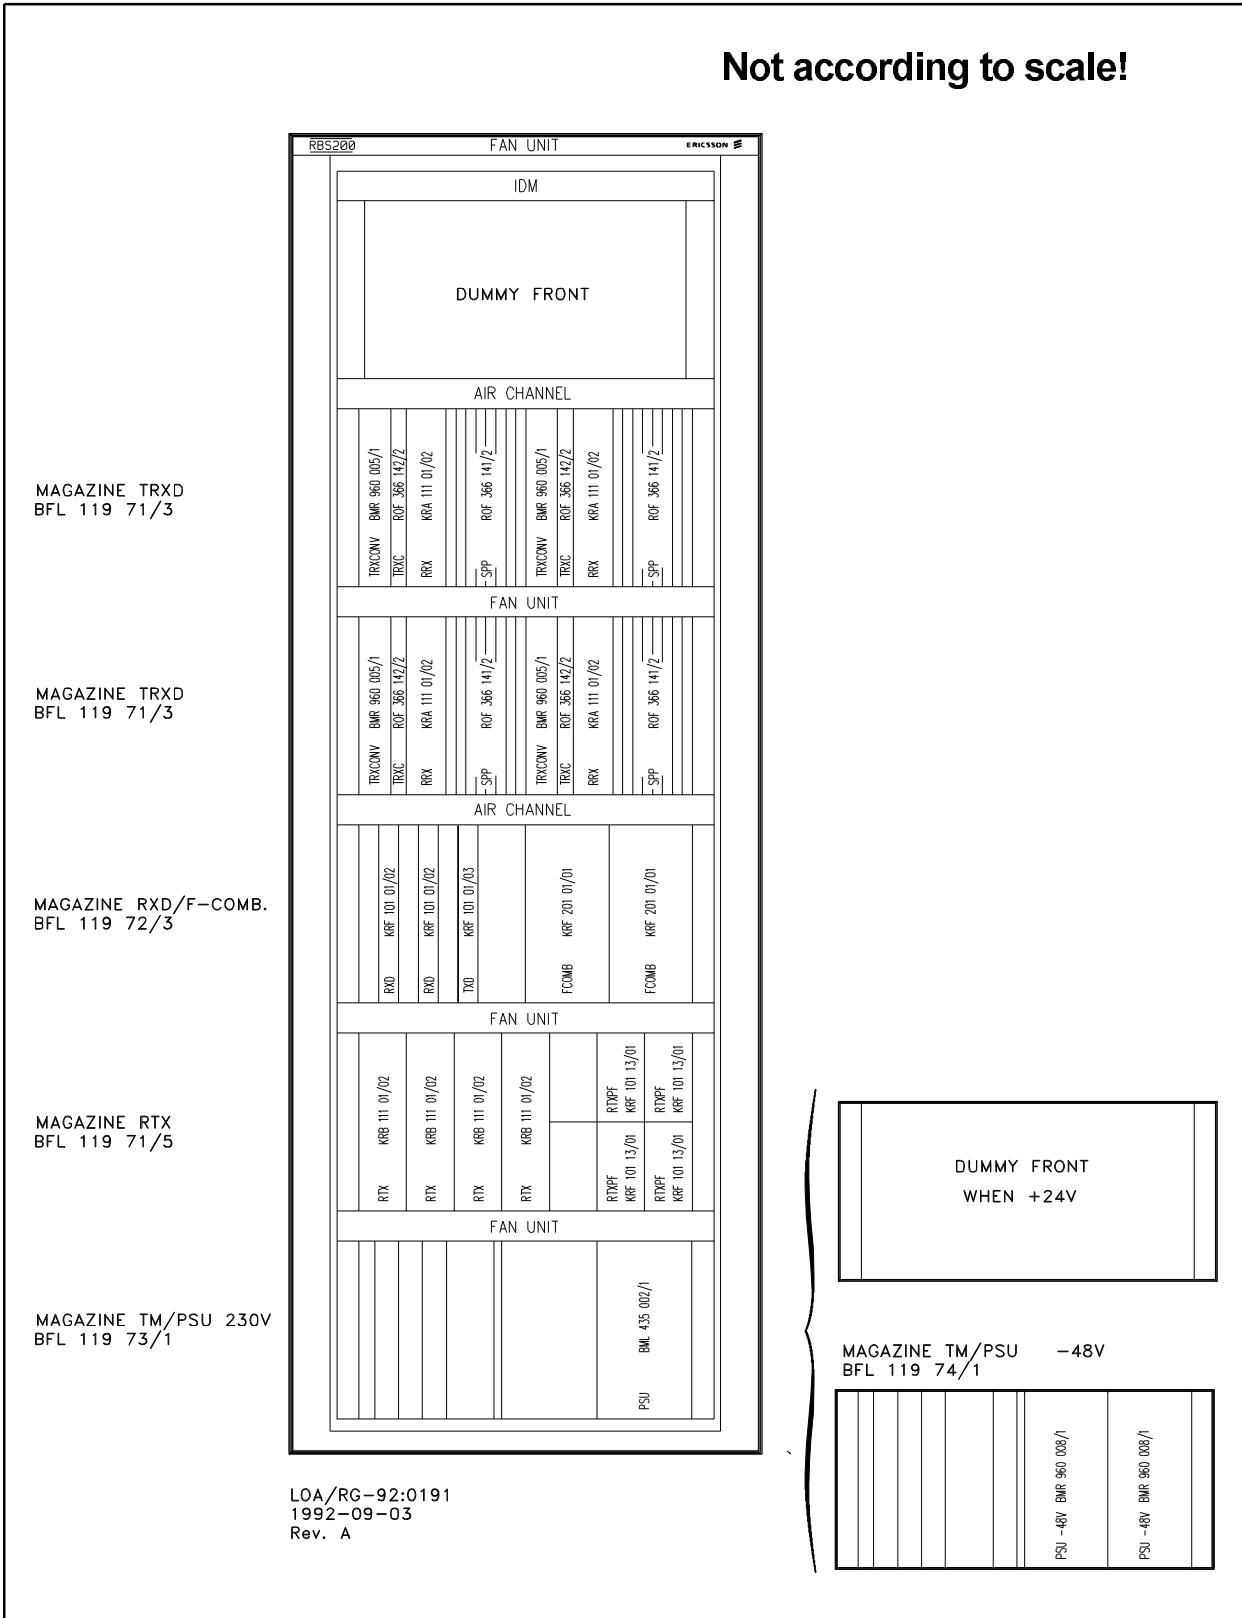 Not according to scale!
RBS200
FAN UNIT
ERICSSON
IDM
DUMMY FRONT
AIR CHANNEL
MAGAZINE TRXD
BFL 119 71/3
TRXCONV BMR 960 005/1
TRXC ROF 366 142/2
RRX KRA 111 01/02
SPP ROF 366 141/2
TRXCONV BMR 960 005/1
TRXC ROF 366 142/2
RRX KRA 111 01/02
SPP ROF 366 141/2
FAN UNIT
MAGAZINE TRXD
BFL 119 71/3
TRXCONV BMR 960 005/1
TRXC ROF 366 142/2
RRX KRA 111 01/02
SPP ROF 366 141/2
TRXCONV BMR 960 005/1
TRXC ROF 366 142/2
RRX KRA 111 01/02
SPP ROF 366 141/2
AIR CHANNEL
MAGAZINE RXD/F-COMB.
BFL 119 72/3
RXD KRF 101 01/02
RXD KRF 101 01/02
TXD KRF 101 01/03
FCOMB KRF 201 01/01
FCOMB KRF 201 01/01
FAN UNIT
MAGAZINE RTX
BFL 119 71/5
RTX KRB 111 01/02
RTX KRB 111 01/02
RTX KRB 111 01/02
RTX KRB 111 01/02
RTXPF
KRF 101 13/01
RTXPF
KRF 101 13/01
RTXPF
KRF 101 13/01
RTXPF
KRF 101 13/01
FAN UNIT
MAGAZINE TM/PSU 230V
BFL 119 73/1
PSU BML 435 002/1
DUMMY FRONT
WHEN +24V
MAGAZINE TM/PSU -48V
BFL 119 74/1
PSU -48V BMR 960 008/1
PSU -48V BMR 960 008/1
LOA/RG-92:0191
1992-09-03
Rev. A